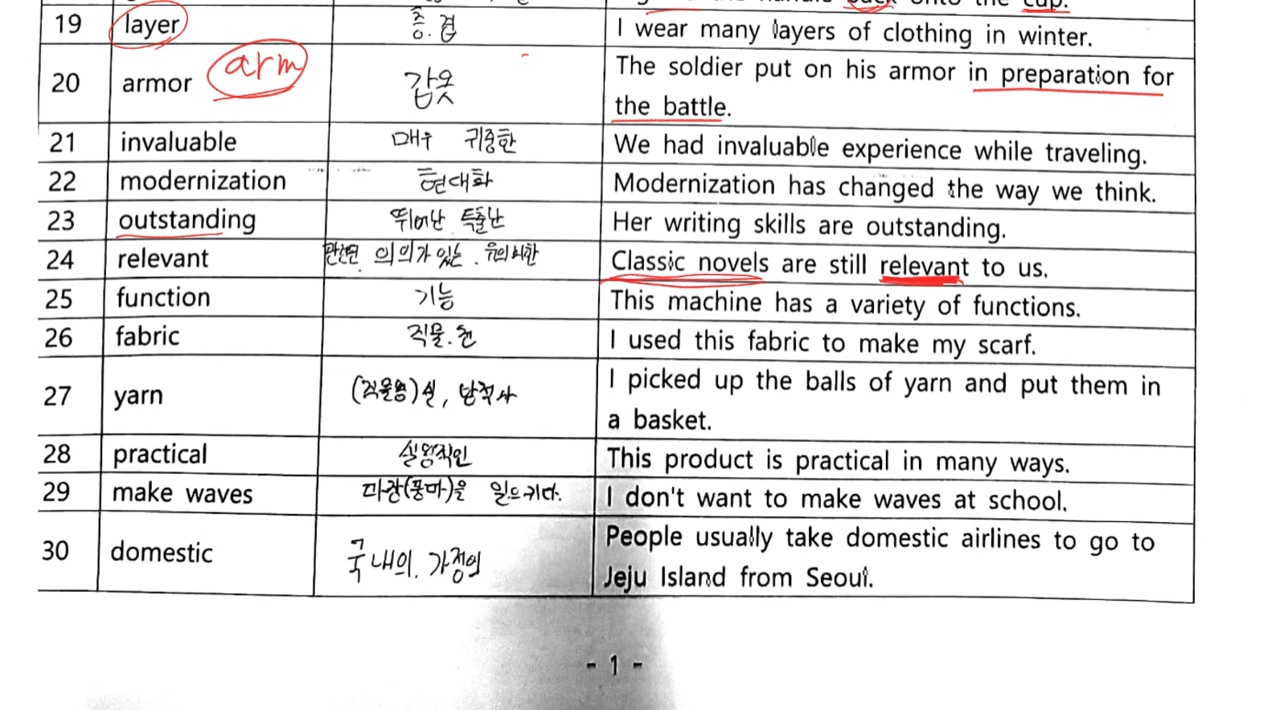 onto the cup.
19 layer 층. 겹 I wear many layers of clothing in winter.
20 armor arm 갑옷 The soldier put on his armor in preparation for
the battle.
21 invaluable 매우 귀중한 We had invaluable experience while traveling.
22 modernization 현대화 Modernization has changed the way we think.
23 outstanding 뛰어난 특출난 Her writing skills are outstanding.
24 relevant 관련된 의의가 있는. 유의미한 Classic novels are still relevant to us.
25 function 기능 This machine has a variety of functions.
26 fabric 직물. 천 I used this fabric to make my scarf.
27 yarn (직물용)실, 방적사 I picked up the balls of yarn and put them in
a basket.
28 practical 실용적인 This product is practical in many ways.
29 make waves 파란(풍파)을 일으키다. I don't want to make waves at school.
30 domestic 국내의. 가정의 People usually take domestic airlines to go to
Jeju Island from Seoul.
- 1 -